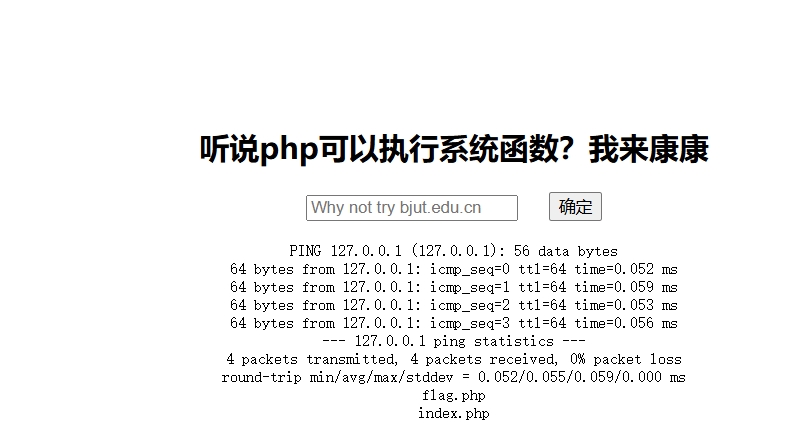 听说php可以执行系统函数？我来康康
Why not try bjut.edu.cn 确定
PING 127.0.0.1 (127.0.0.1): 56 data bytes
64 bytes from 127.0.0.1: icmp_seq=0 ttl=64 time=0.052 ms
64 bytes from 127.0.0.1: icmp_seq=1 ttl=64 time=0.059 ms
64 bytes from 127.0.0.1: icmp_seq=2 ttl=64 time=0.053 ms
64 bytes from 127.0.0.1: icmp_seq=3 ttl=64 time=0.056 ms
--- 127.0.0.1 ping statistics ---
4 packets transmitted, 4 packets received, 0% packet loss
round-trip min/avg/max/stddev = 0.052/0.055/0.059/0.000 ms
flag.php
index.php